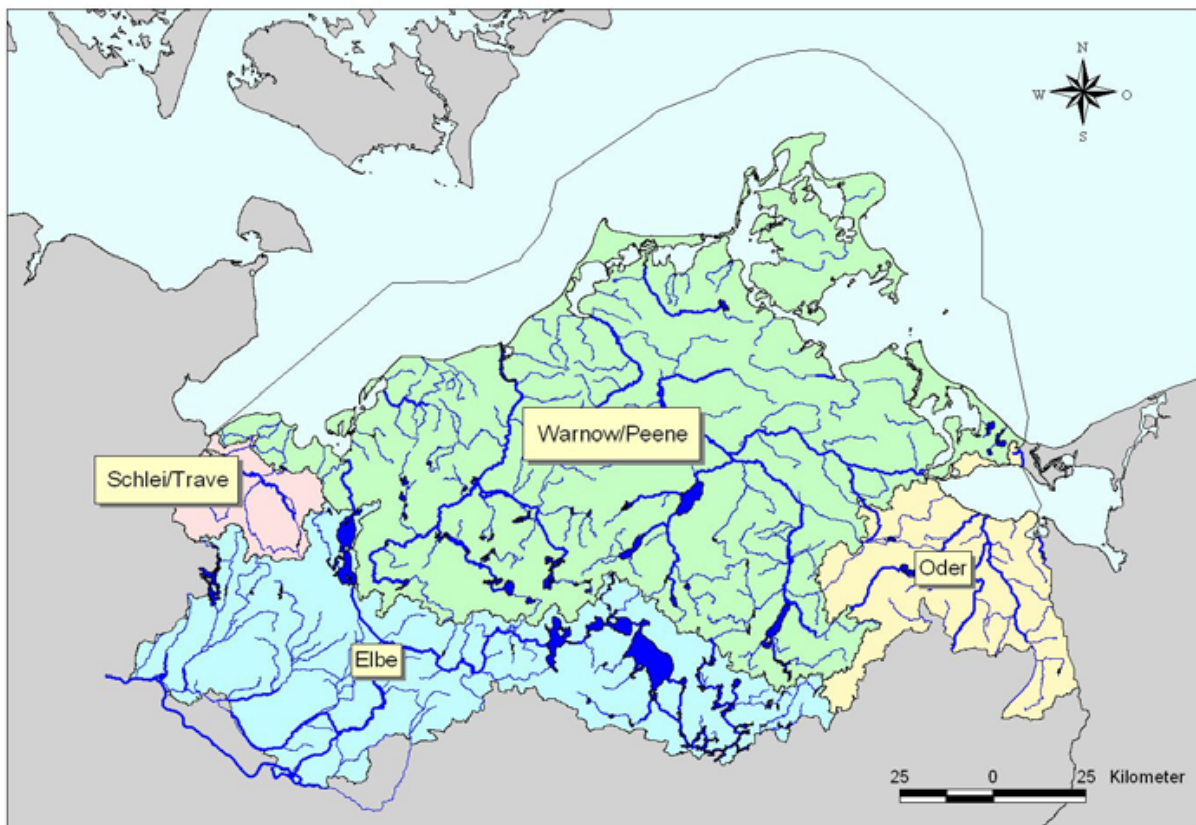 N
W O
S
Warnow/Peene
Schlei/Trave
Oder
Elbe
25 0 25 Kilometer